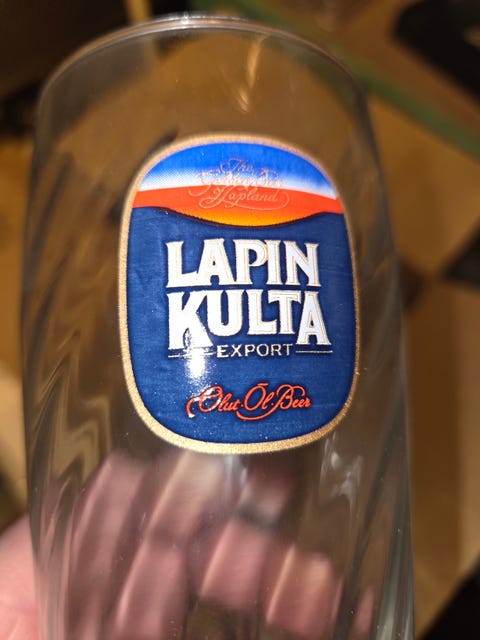 The
of Lapland
LAPIN
KULTA
EXPORT
Olut-Öl-Beer